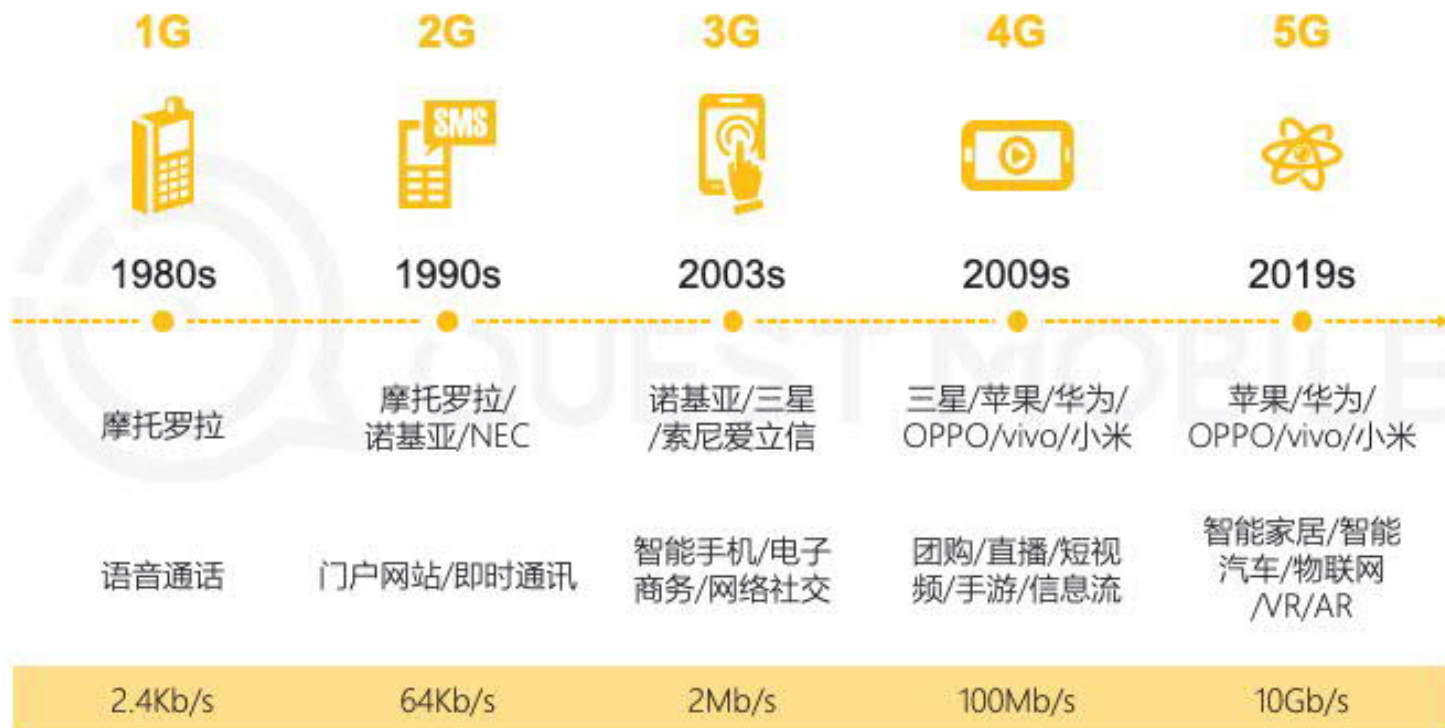 1G 2G 3G 4G 5G
SMS
1980s 1990s 2003s 2009s 2019s
QUEST MOBILE
摩托罗拉
摩托罗拉/
诺基亚/NEC
诺基亚/三星
/索尼爱立信
三星/苹果/华为/
OPPO/vivo/小米
苹果/华为/
OPPO/vivo/小米
语音通话
门户网站/即时通讯
智能手机/电子
商务/网络社交
团购/直播/短视
频/手游/信息流
智能家居/智能
汽车/物联网
/VR/AR
2.4Kb/s 64Kb/s 2Mb/s 100Mb/s 10Gb/s